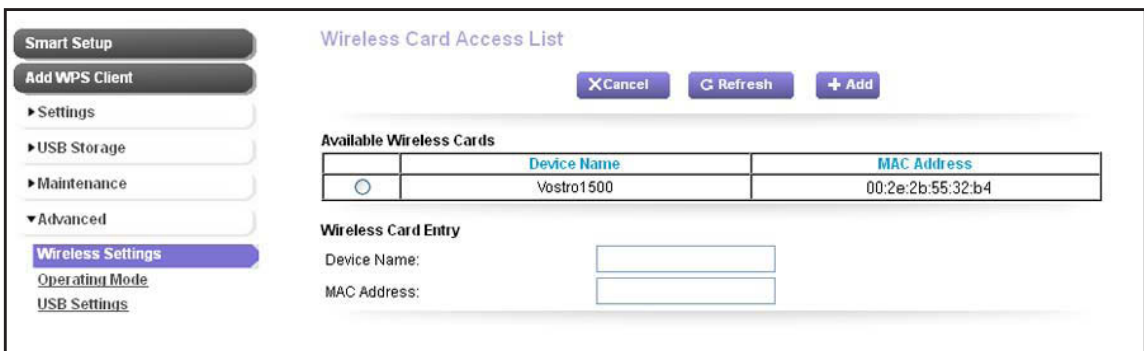 Smart Setup
Add WPS Client
Settings
USB Storage
Maintenance
Advanced
Wireless Settings
Operating Mode
USB Settings
Wireless Card Access List
Cancel Refresh Add
Available Wireless Cards
Device Name MAC Address
Vostro1500 00:2e:2b:55:32:b4
Wireless Card Entry
Device Name:
MAC Address: